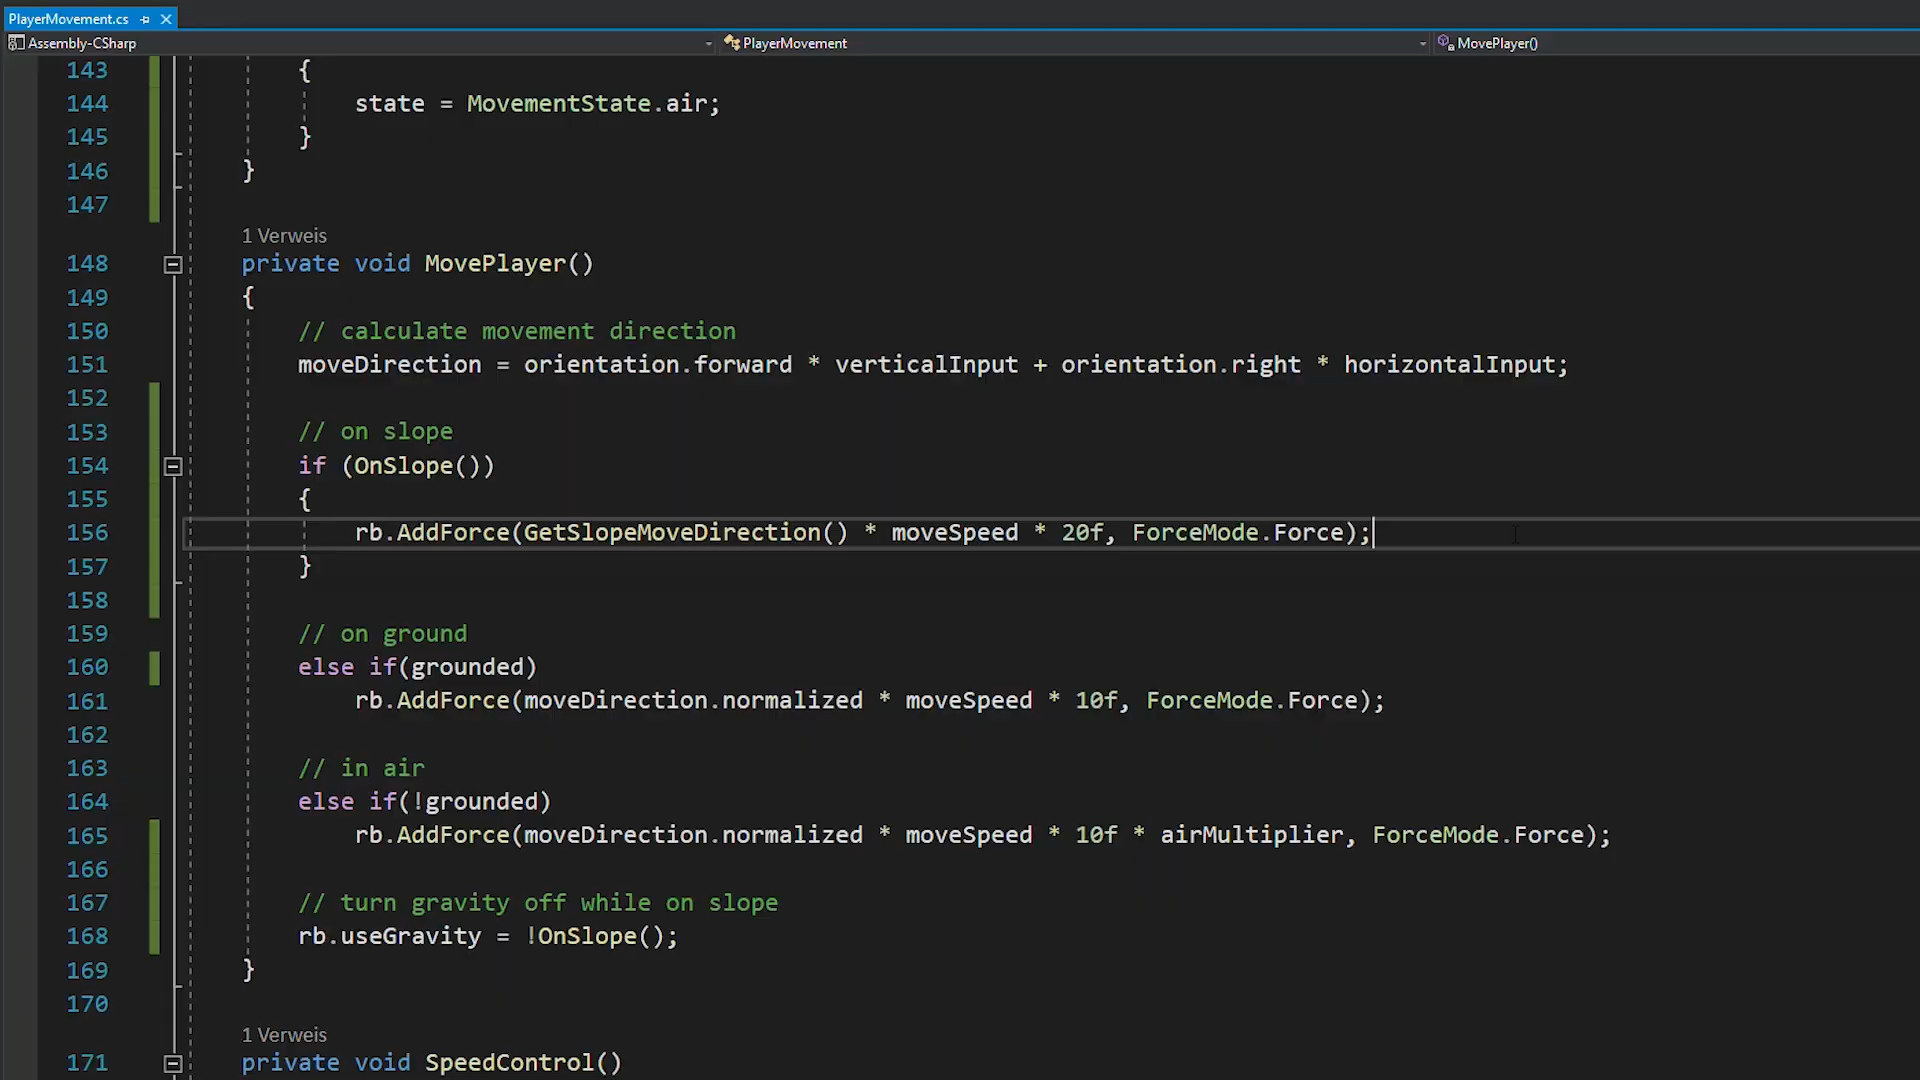 PlayerMovement.cs
Assembly-CSharp PlayerMovement MovePlayer()
143 {
144 state = MovementState.air;
145 }
146 }
147
1 Verweis
148 private void MovePlayer()
149 {
150 // calculate movement direction
151 moveDirection = orientation.forward * verticalInput + orientation.right * horizontalInput;
152
153 // on slope
154 if (OnSlope())
155 {
156 rb.AddForce(GetSlopeMoveDirection() * moveSpeed * 20f, ForceMode.Force);
157 }
158
159 // on ground
160 else if(grounded)
161 rb.AddForce(moveDirection.normalized * moveSpeed * 10f, ForceMode.Force);
162
163 // in air
164 else if(!grounded)
165 rb.AddForce(moveDirection.normalized * moveSpeed * 10f * airMultiplier, ForceMode.Force);
166
167 // turn gravity off while on slope
168 rb.useGravity = !OnSlope();
169 }
170
1 Verweis
171 private void SpeedControl()